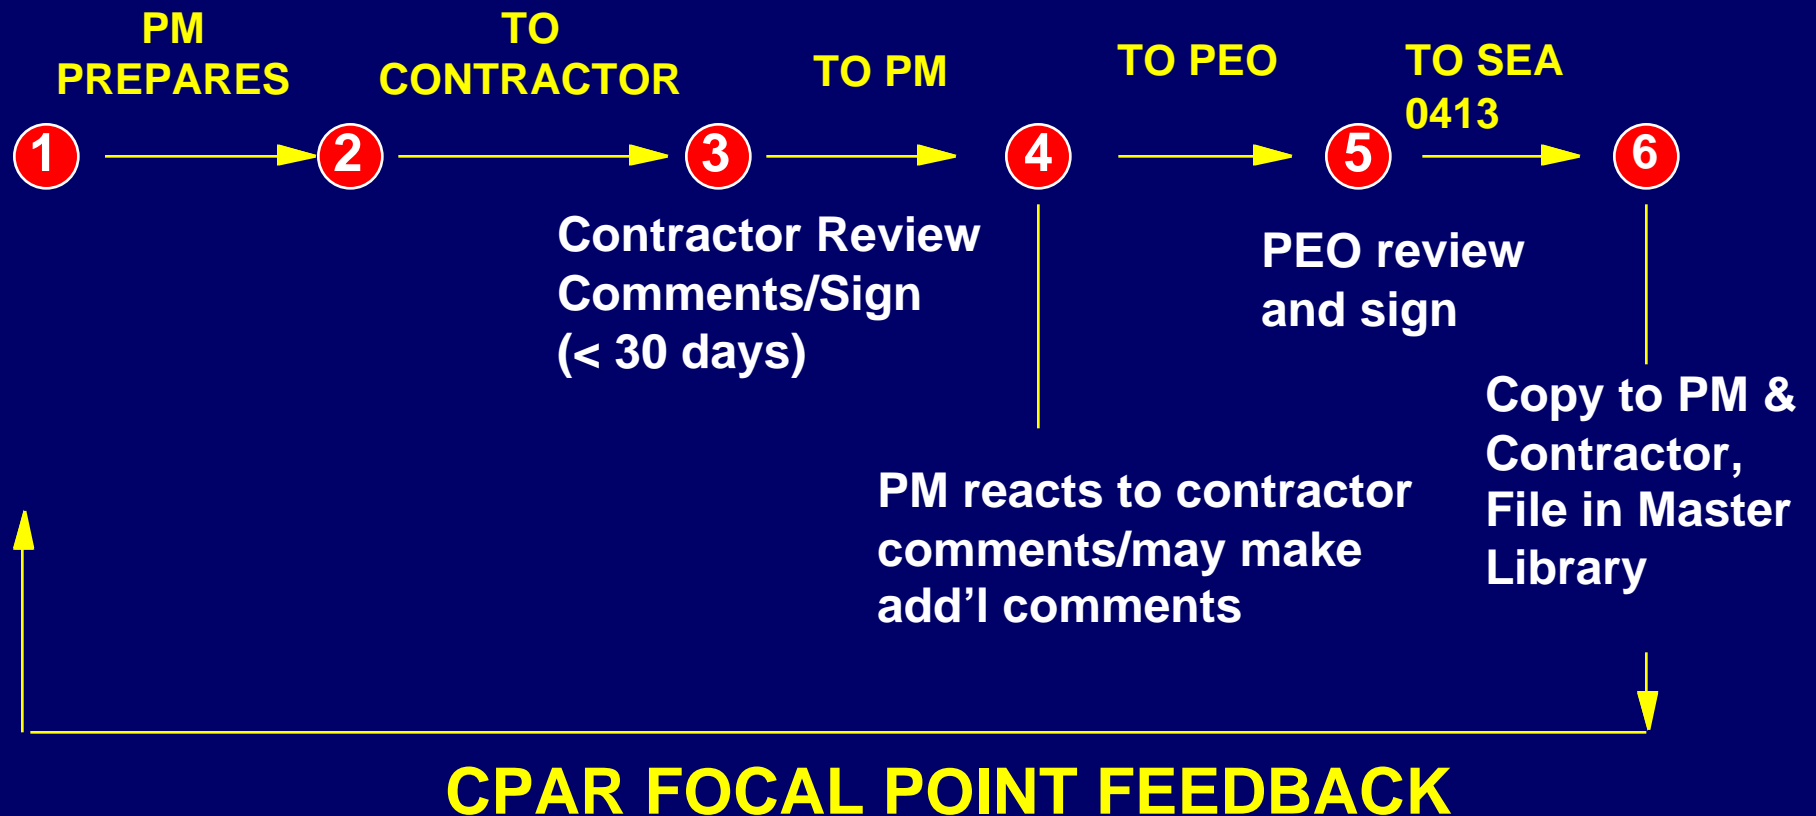 PM
PREPARES
TO
CONTRACTOR
TO PM
TO PEO
TO SEA
0413
1
2
3
4
5
6
Contractor Review
Comments/Sign
(< 30 days)
PM reacts to contractor
comments/may make
add’l comments
PEO review
and sign
Copy to PM &
Contractor,
File in Master
Library
CPAR FOCAL POINT FEEDBACK